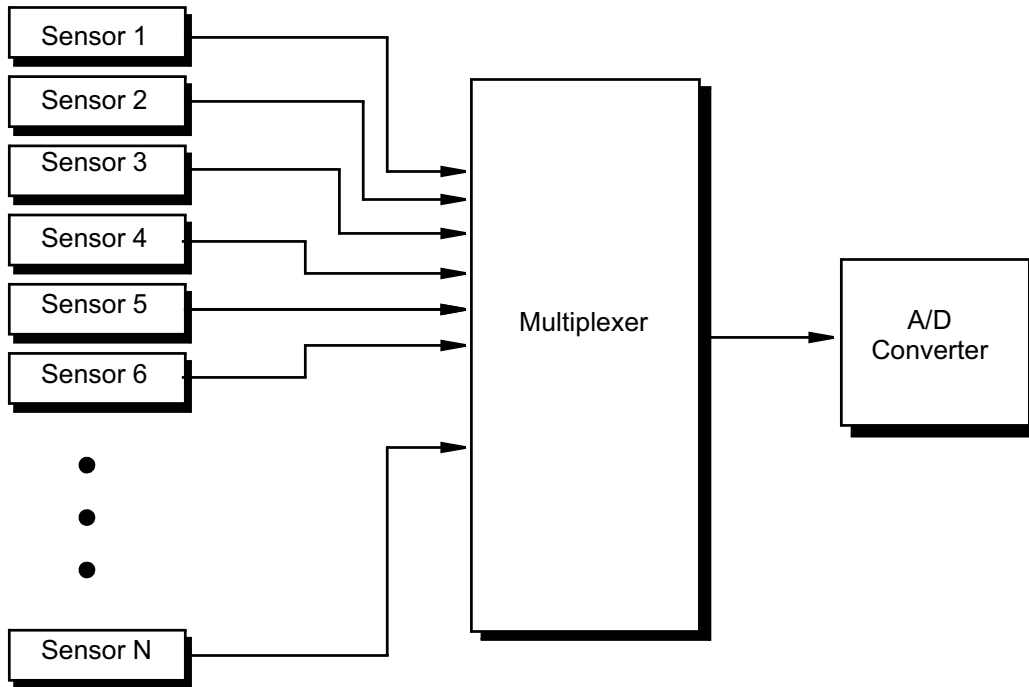 Sensor 1
Sensor 2
Sensor 3
Sensor 4
Sensor 5
Sensor 6
Sensor N
Multiplexer
A/D
Converter